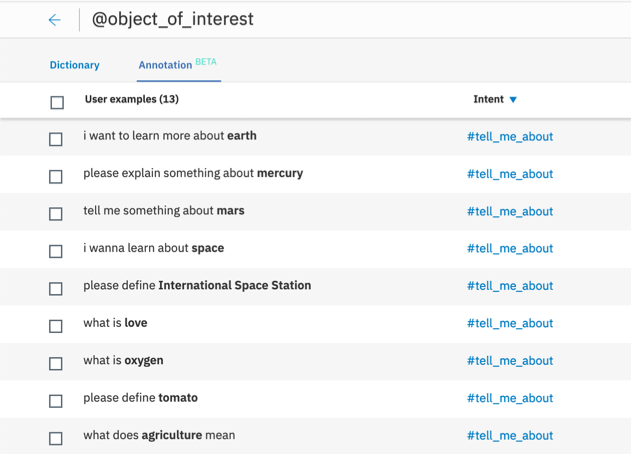 @object_of_interest
Dictionary Annotation BETA
User examples (13) Intent
i want to learn more about earth #tell_me_about
please explain something about mercury #tell_me_about
tell me something about mars #tell_me_about
i wanna learn about space #tell_me_about
please define International Space Station #tell_me_about
what is love #tell_me_about
what is oxygen #tell_me_about
please define tomato #tell_me_about
what does agriculture mean #tell_me_about